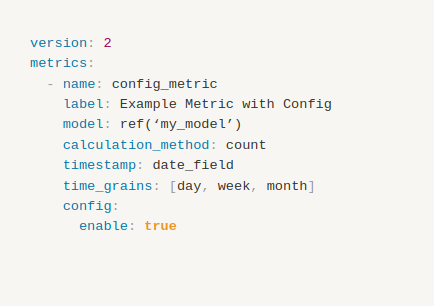 version: 2
metrics:
  - name: config_metric
    label: Example Metric with Config
    model: ref(‘my_model’)
    calculation_method: count
    timestamp: date_field
    time_grains: [day, week, month]
    config:
      enable: true